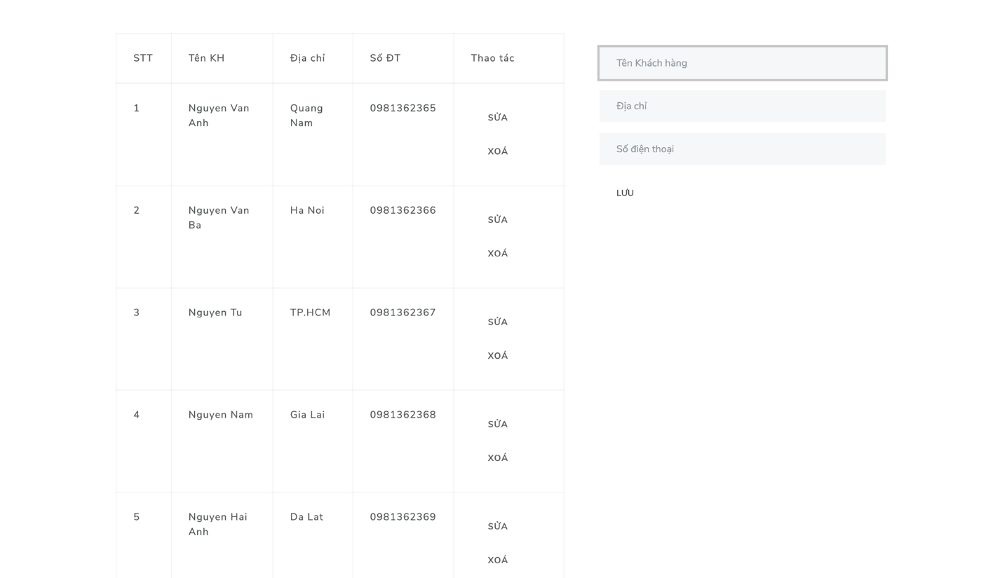 STT Tên KH Địa chỉ Số ĐT Thao tác
1 Nguyen Van Anh Quang Nam 0981362365 SỬA XOÁ
2 Nguyen Van Ba Ha Noi 0981362366 SỬA XOÁ
3 Nguyen Tu TP.HCM 0981362367 SỬA XOÁ
4 Nguyen Nam Gia Lai 0981362368 SỬA XOÁ
5 Nguyen Hai Anh Da Lat 0981362369 SỬA XOÁ
Tên Khách hàng
Địa chỉ
Số điện thoại
LƯU